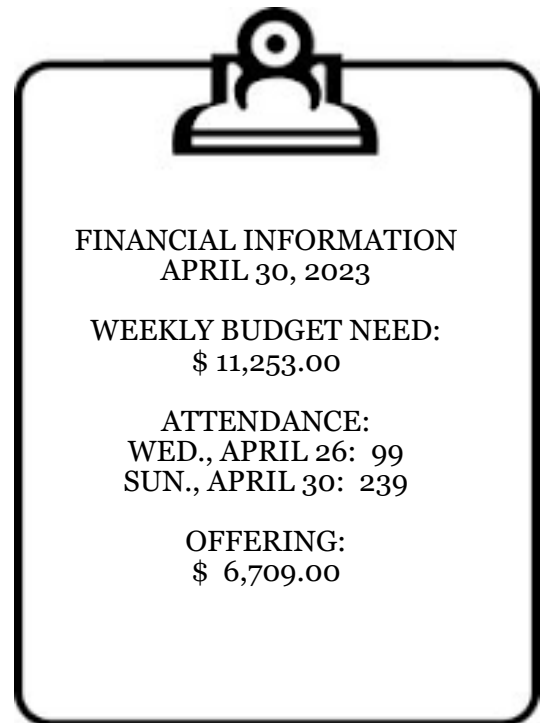 FINANCIAL INFORMATION
APRIL 30, 2023
WEEKLY BUDGET NEED:
$ 11,253.00
ATTENDANCE:
WED., APRIL 26:  99
SUN., APRIL 30:  239
OFFERING:
$  6,709.00